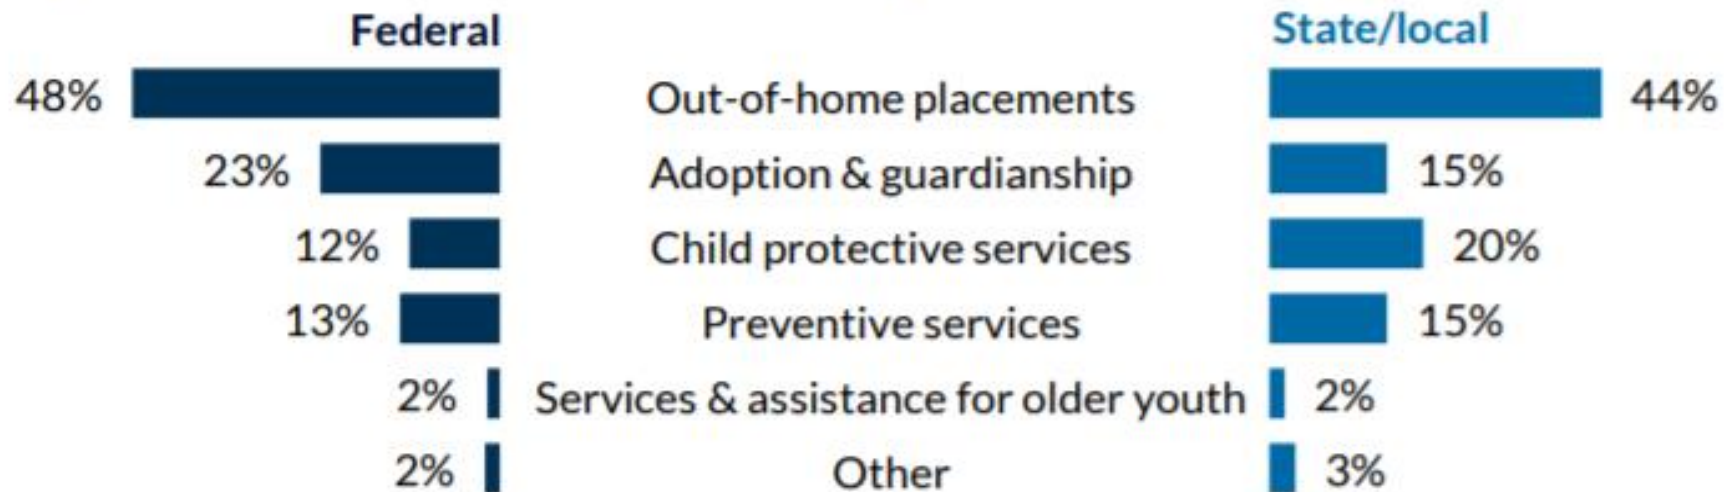 Federal State/local
48% Out-of-home placements 44%
23% Adoption & guardianship 15%
12% Child protective services 20%
13% Preventive services 15%
2% Services & assistance for older youth 2%
2% Other 3%